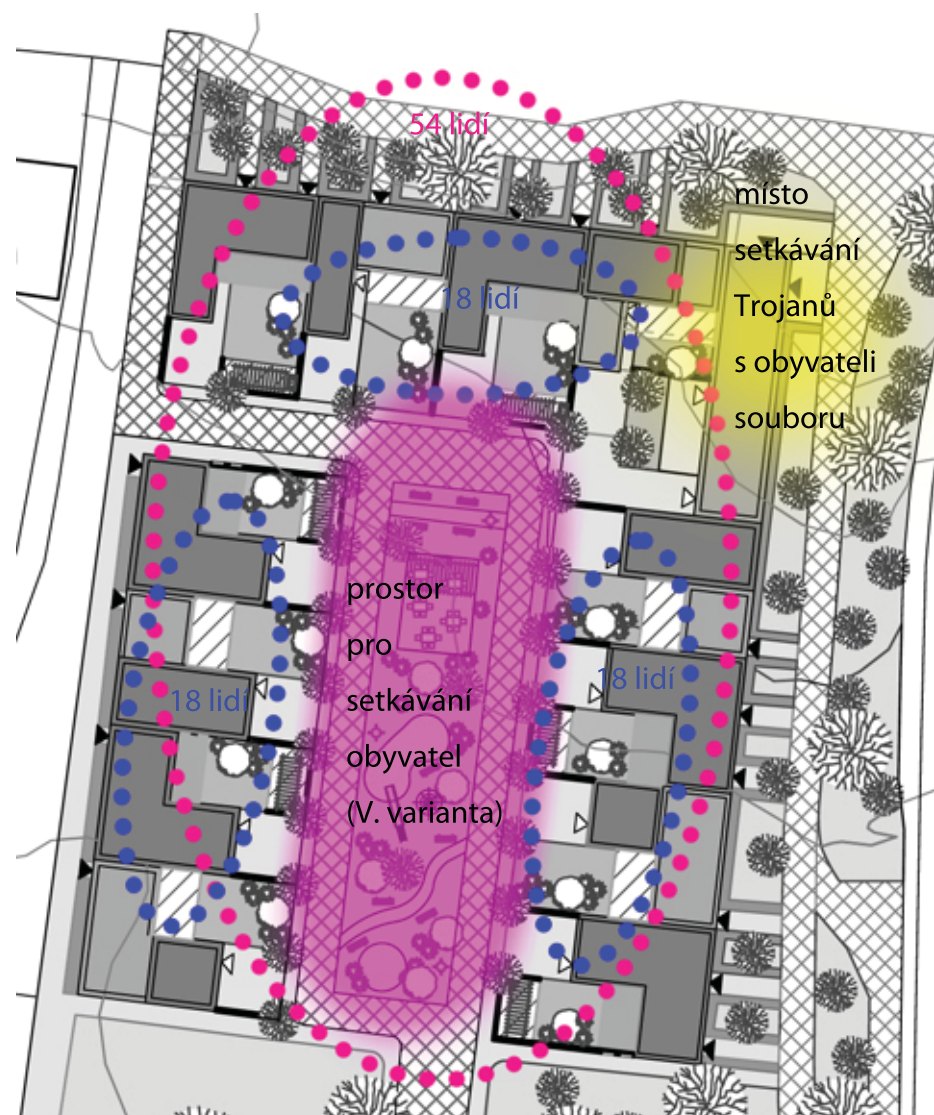 54 lidí
místo
setkávání
Trojanů
s obyvateli
souboru
18 lidí
prostor
pro
setkávání
obyvatel
(V. varianta)
18 lidí
18 lidí